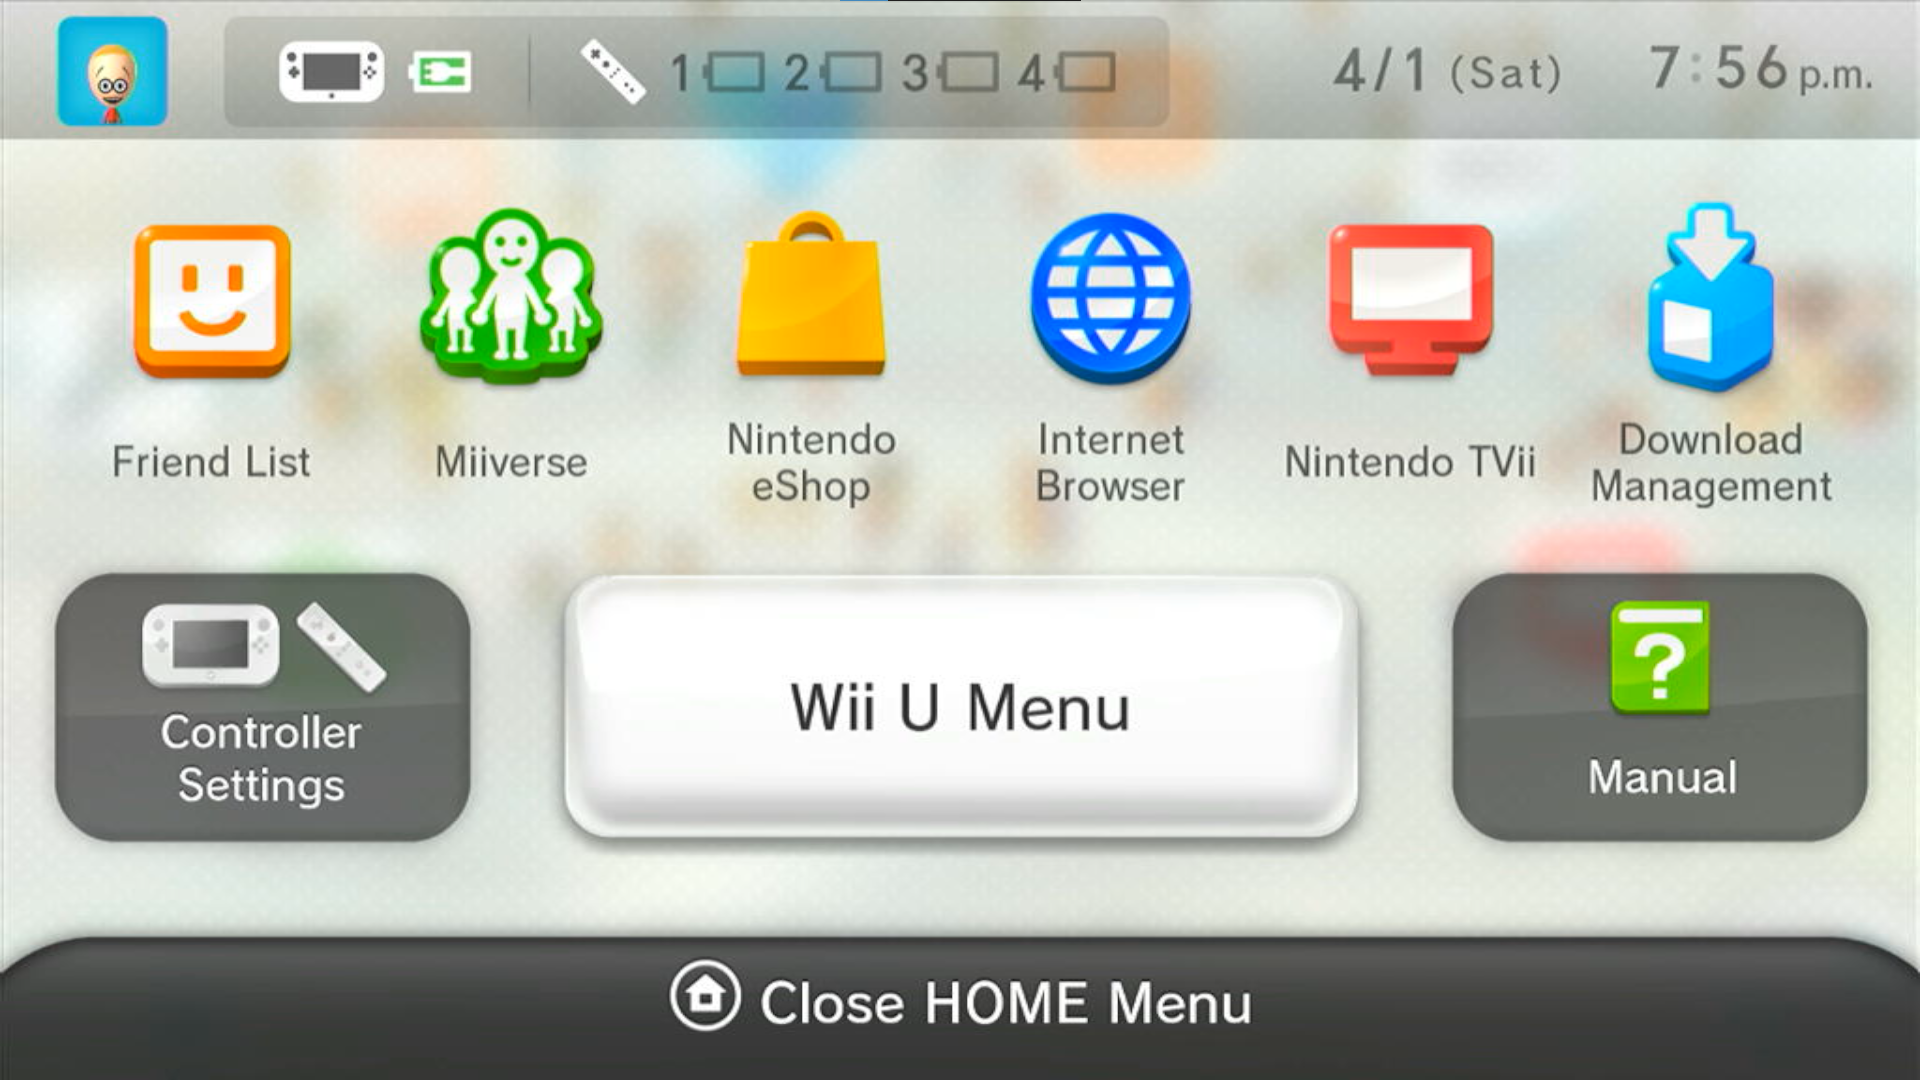 1 2 3 4 4/1 (Sat) 7:56 p.m.
Friend List
Miiverse
Nintendo
eShop
Internet
Browser
Nintendo TVii
Download
Management
Controller
Settings
Wii U Menu
?
Manual
Close HOME Menu